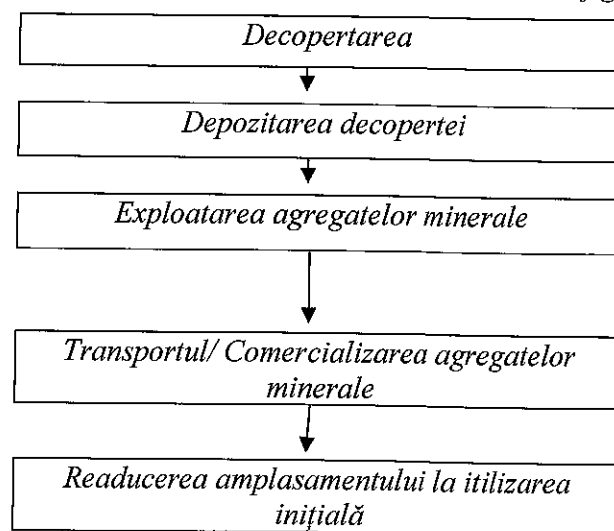 Decopertarea
Depozitarea decopertei
Exploatarea agregatelor minerale
Transportul/ Comercializarea agregatelor
minerale
Readucerea amplasamentului la itilizarea
inițială